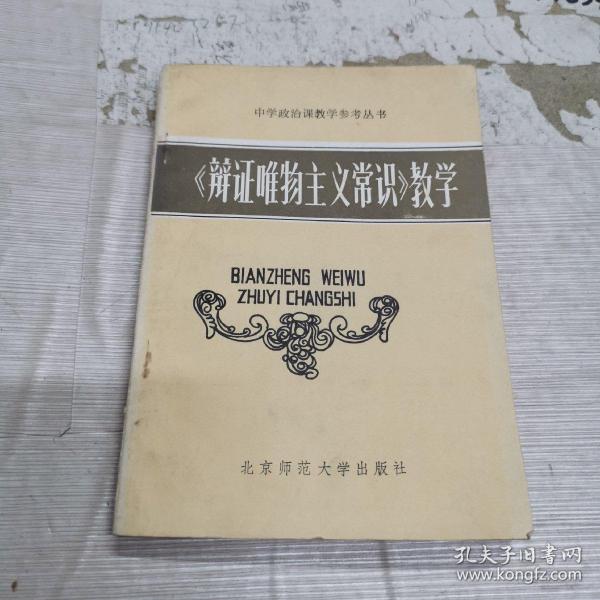 中学政治课教学参考丛书
《辩证唯物主义常识》教学
BIANZHENG WEIWU
ZHUYI CHANGSHI
北京师范大学出版社
孔夫子旧书网
www.kongfz.com